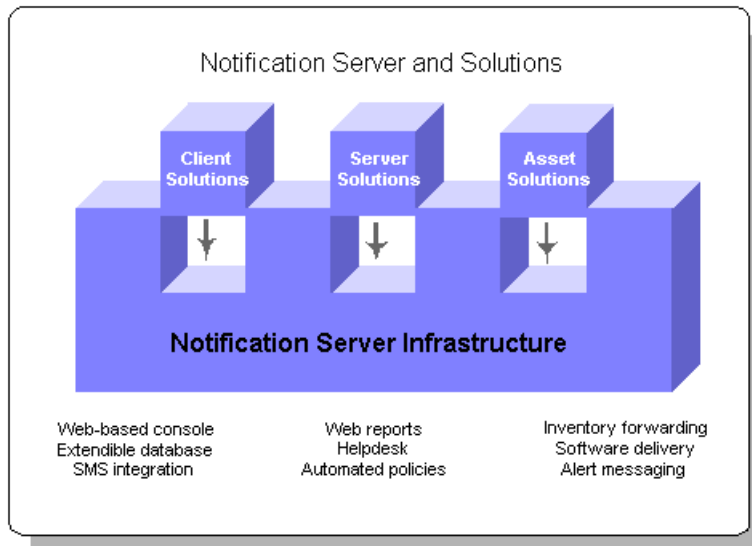 Notification Server and Solutions
Client
Solutions
Server
Solutions
Asset
Solutions
Notification Server Infrastructure
Web-based console
Extendible database
SMS integration
Web reports
Helpdesk
Automated policies
Inventory forwarding
Software delivery
Alert messaging